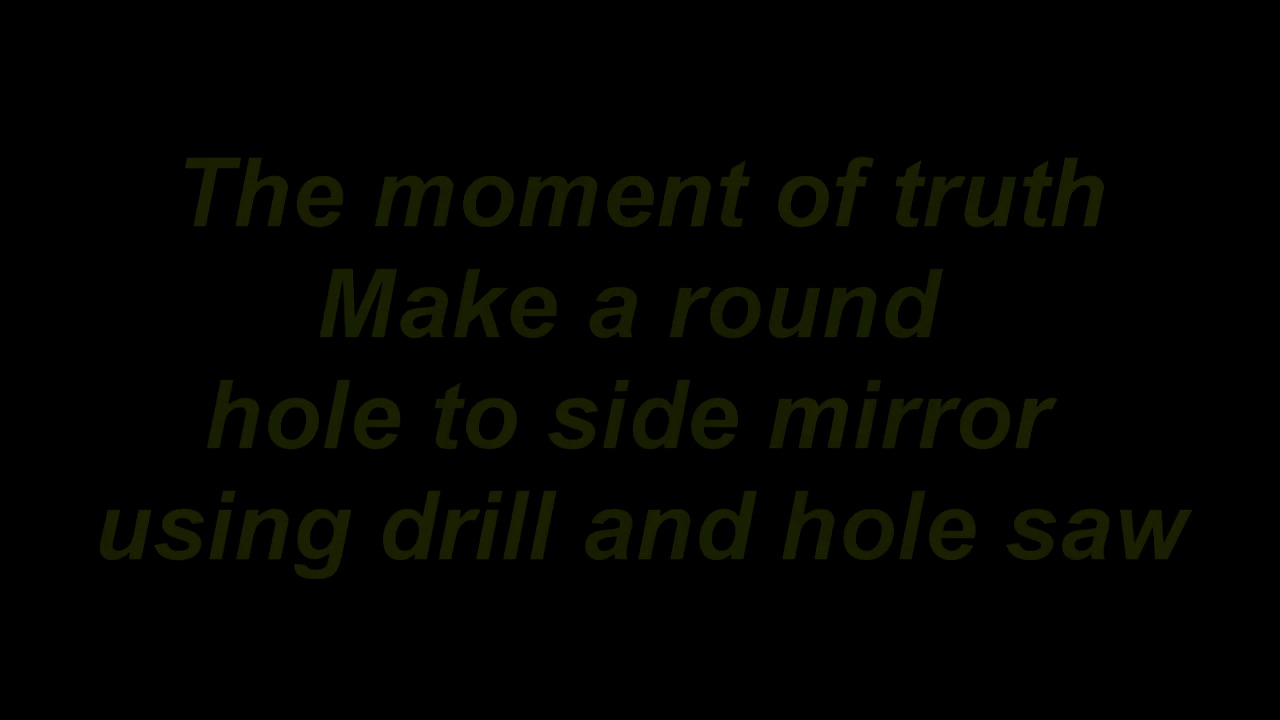 The moment of truth
Make a round
hole to side mirror
using drill and hole saw